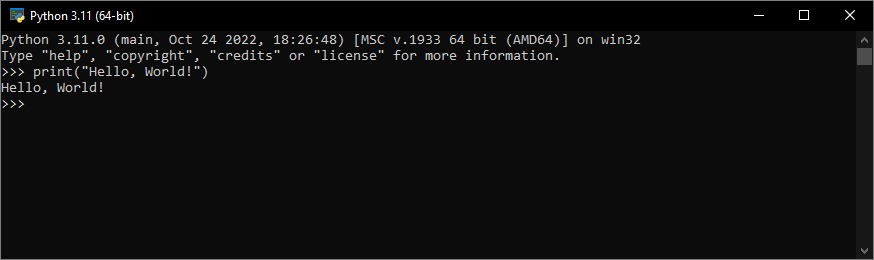 Python 3.11 (64-bit)
Python 3.11.0 (main, Oct 24 2022, 18:26:48) [MSC v.1933 64 bit (AMD64)] on win32
Type "help", "copyright", "credits" or "license" for more information.
>>> print("Hello, World!")
Hello, World!
>>>